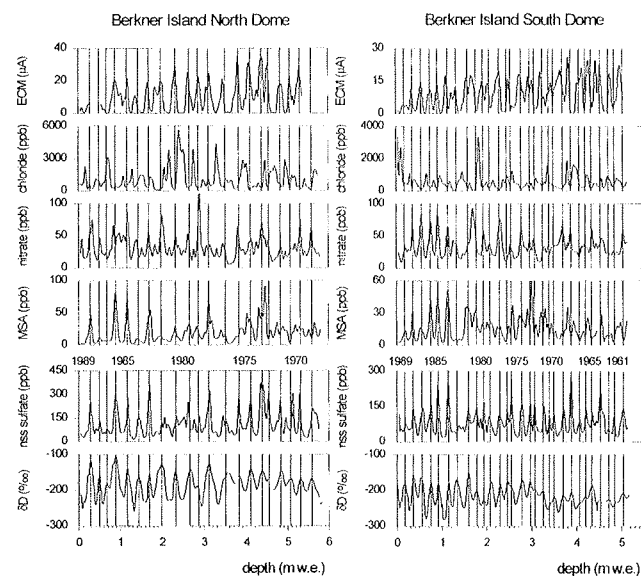 Berkner Island North Dome
Berkner Island South Dome
ECM (µA)
40
20
0
chloride (ppb)
6000
3000
0
nitrate (ppb)
100
50
0
MSA (ppb)
100
50
0
1989 1985 1980 1975 1970
nss sulfate (ppb)
450
300
150
0
δD (‰)
-100
-200
-300
0 1 2 3 4 5 6
depth (m w.e.)
ECM (µA)
30
15
0
chloride (ppb)
4000
2000
0
nitrate (ppb)
100
50
0
MSA (ppb)
60
30
0
1989 1985 1980 1975 1970 1965 1961
nss sulfate (ppb)
300
150
0
δD (‰)
-100
-200
-300
0 1 2 3 4 5
depth (m w.e.)